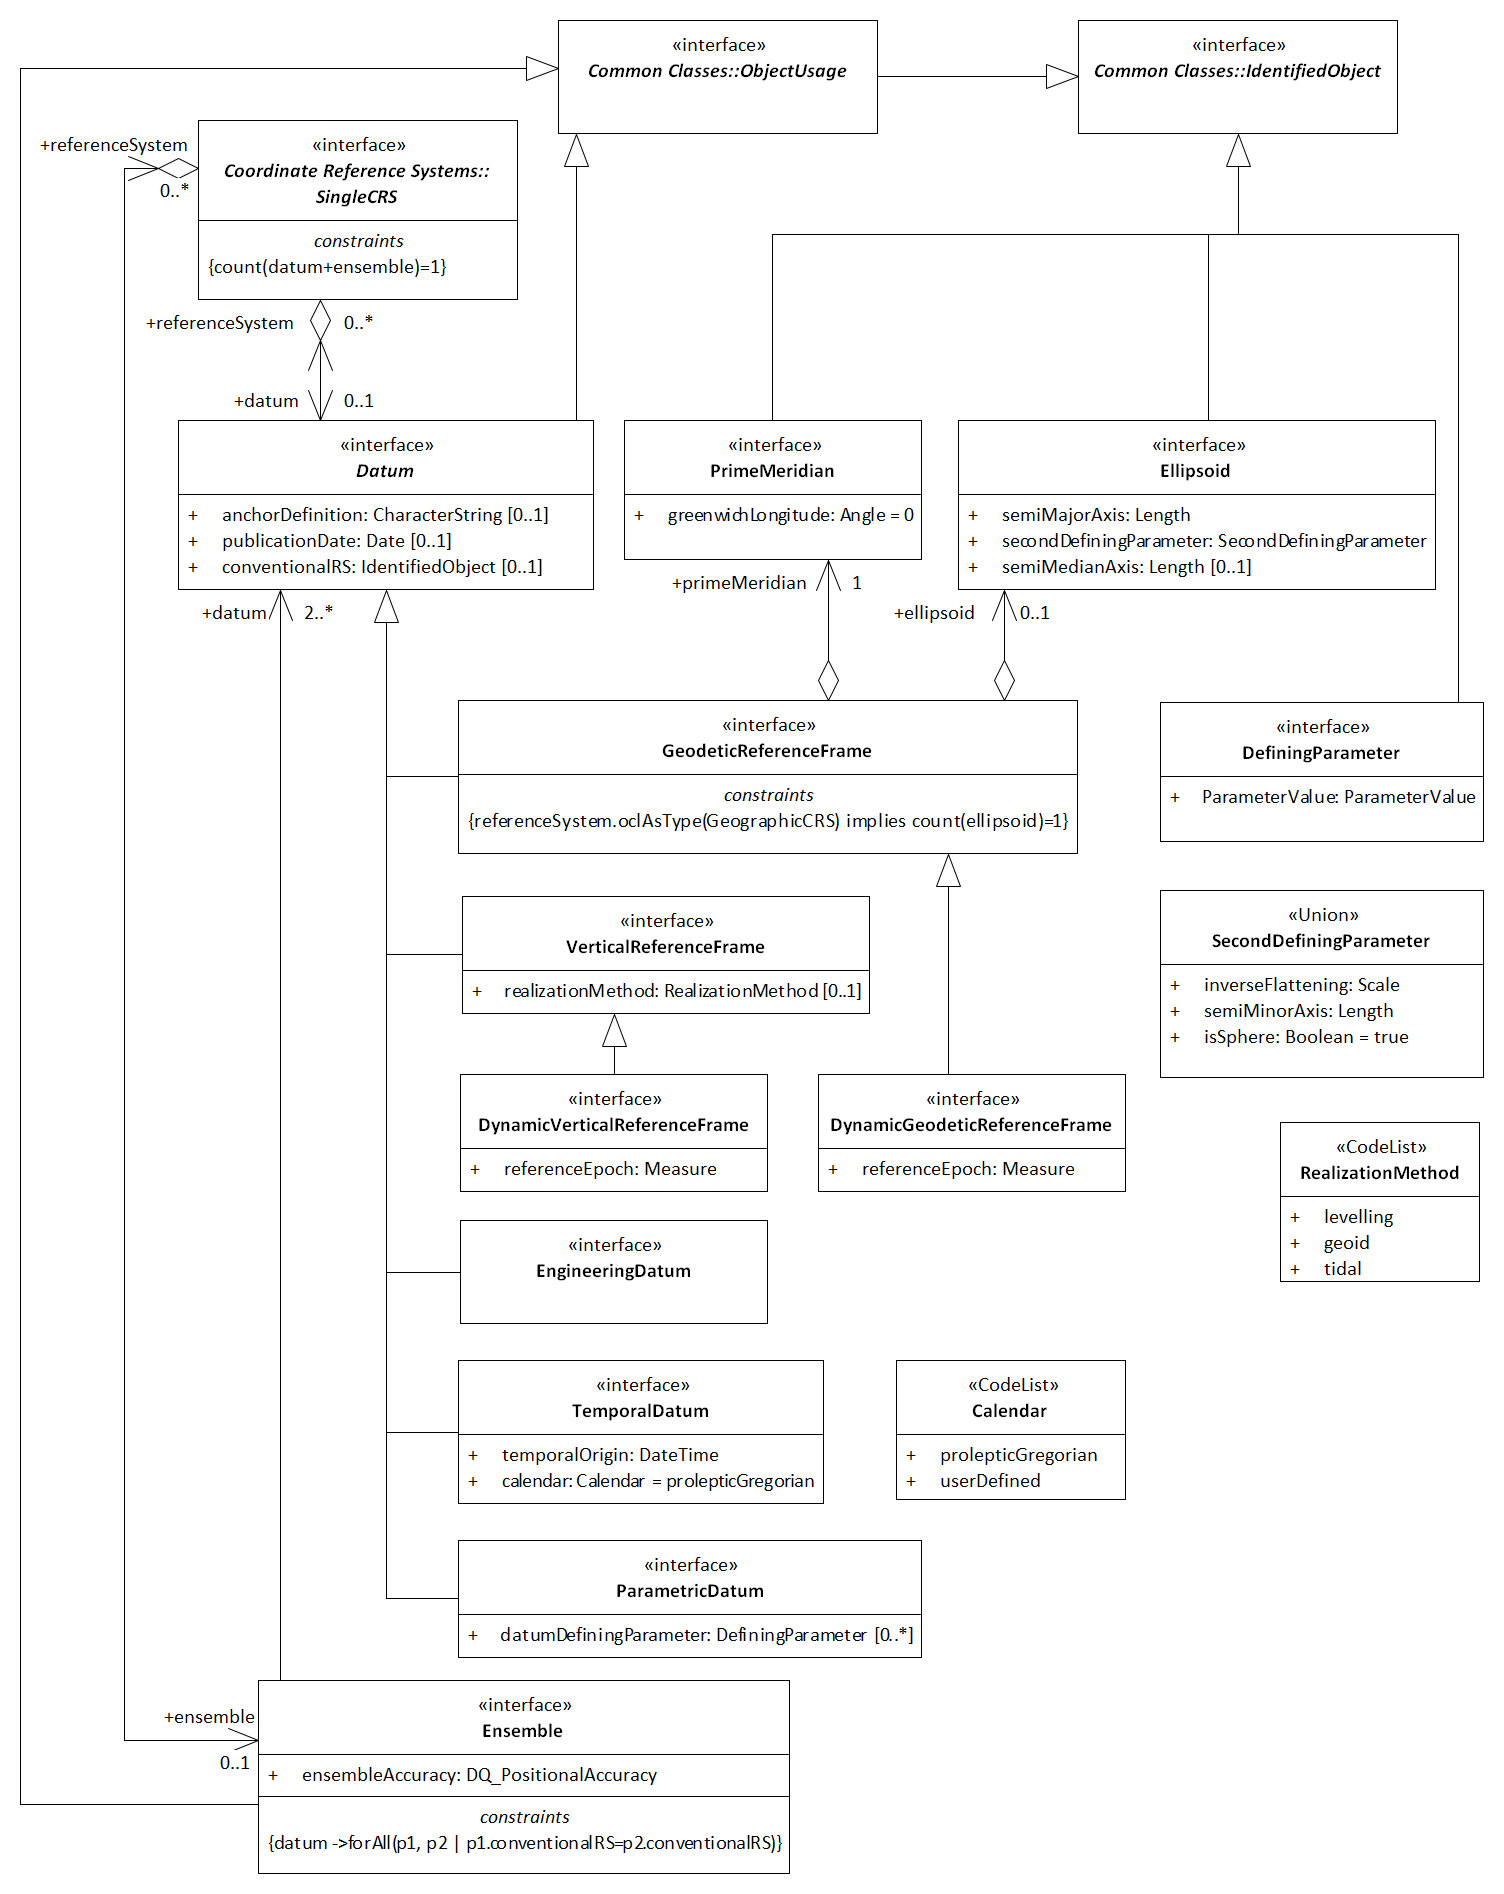 «interface»
Common Classes::ObjectUsage
«interface»
Common Classes::IdentifiedObject
+referenceSystem
0..*
«interface»
Coordinate Reference Systems::
SingleCRS
constraints
{count(datum+ensemble)=1}
+referenceSystem 0..*
+datum 0..1
«interface»
Datum
+ anchorDefinition: CharacterString [0..1]
+ publicationDate: Date [0..1]
+ conventionalRS: IdentifiedObject [0..1]
«interface»
PrimeMeridian
+ greenwichLongitude: Angle = 0
«interface»
Ellipsoid
+ semiMajorAxis: Length
+ secondDefiningParameter: SecondDefiningParameter
+ semiMedianAxis: Length [0..1]
+datum 2..*
+primeMeridian 1
+ellipsoid 0..1
«interface»
GeodeticReferenceFrame
constraints
{referenceSystem.oclAsType(GeographicCRS) implies count(ellipsoid)=1}
«interface»
DefiningParameter
+ ParameterValue: ParameterValue
«interface»
VerticalReferenceFrame
+ realizationMethod: RealizationMethod [0..1]
«Union»
SecondDefiningParameter
+ inverseFlattening: Scale
+ semiMinorAxis: Length
+ isSphere: Boolean = true
«interface»
DynamicVerticalReferenceFrame
+ referenceEpoch: Measure
«interface»
DynamicGeodeticReferenceFrame
+ referenceEpoch: Measure
«CodeList»
RealizationMethod
+ levelling
+ geoid
+ tidal
«interface»
EngineeringDatum
«interface»
TemporalDatum
+ temporalOrigin: DateTime
+ calendar: Calendar = prolepticGregorian
«CodeList»
Calendar
+ prolepticGregorian
+ userDefined
«interface»
ParametricDatum
+ datumDefiningParameter: DefiningParameter [0..*]
+ensemble
0..1
«interface»
Ensemble
+ ensembleAccuracy: DQ_PositionalAccuracy
constraints
{datum ->forAll(p1, p2 | p1.conventionalRS=p2.conventionalRS)}